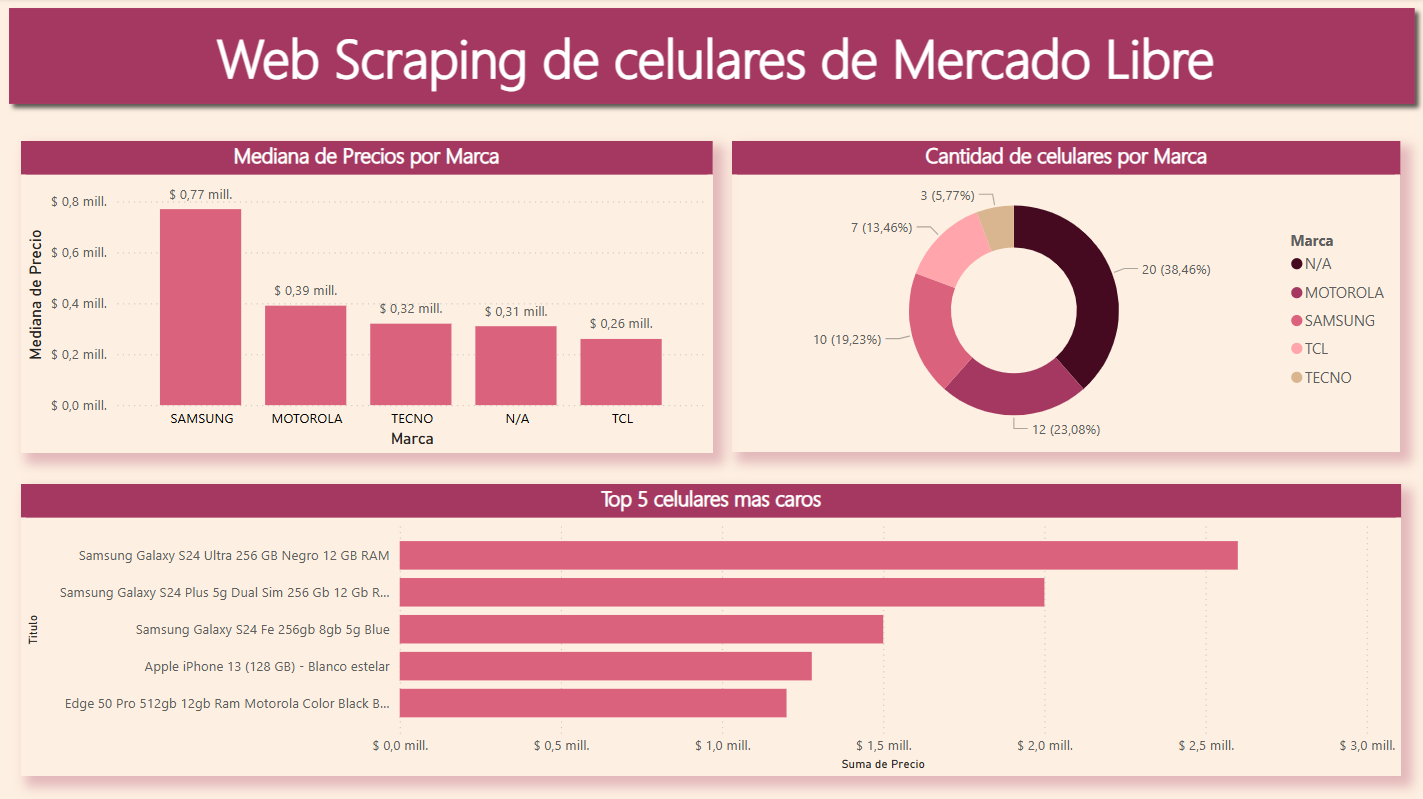 Web Scraping de celulares de Mercado Libre
Mediana de Precios por Marca
Mediana de Precio
$ 0,8 mill.
$ 0,6 mill.
$ 0,4 mill.
$ 0,2 mill.
$ 0,0 mill.
$ 0,77 mill.
$ 0,39 mill.
$ 0,32 mill.
$ 0,31 mill.
$ 0,26 mill.
SAMSUNG
MOTOROLA
TECNO
N/A
TCL
Marca
Cantidad de celulares por Marca
3 (5,77%)
7 (13,46%)
10 (19,23%)
12 (23,08%)
20 (38,46%)
Marca
N/A
MOTOROLA
SAMSUNG
TCL
TECNO
Top 5 celulares mas caros
Titulo
Samsung Galaxy S24 Ultra 256 GB Negro 12 GB RAM
Samsung Galaxy S24 Plus 5g Dual Sim 256 Gb 12 Gb R...
Samsung Galaxy S24 Fe 256gb 8gb 5g Blue
Apple iPhone 13 (128 GB) - Blanco estelar
Edge 50 Pro 512gb 12gb Ram Motorola Color Black B...
$ 0,0 mill.
$ 0,5 mill.
$ 1,0 mill.
$ 1,5 mill.
$ 2,0 mill.
$ 2,5 mill.
$ 3,0 mill.
Suma de Precio